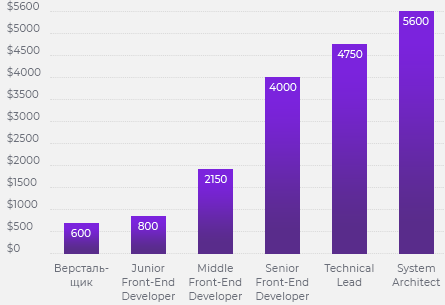 $5600
$5000
$4500
$4000
$3500
$3000
$2500
$2000
$1500
$1000
$500
$0
600
800
2150
4000
4750
5600
Версталь-
щик
Junior
Front-End
Developer
Middle
Front-End
Developer
Senior
Front-End
Developer
Technical
Lead
System
Architect